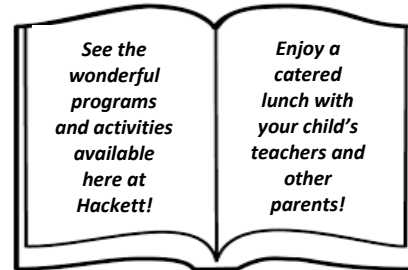 See the
wonderful
programs
and activities
available
here at
Hackett!
Enjoy a
catered
lunch with
your child’s
teachers and
other
parents!